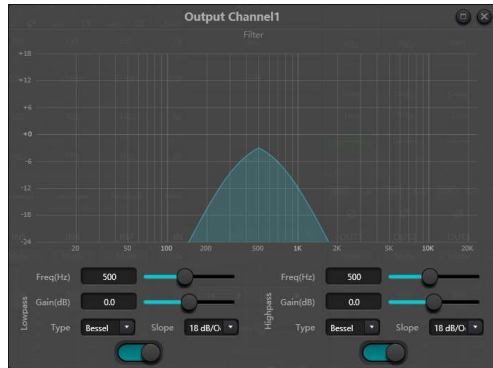 Output Channel1
Filter
+18
+12
+6
+0
-6
-12
-18
-24
20 50 100 200 500 1K 2K 5K 10K 20K
Lowpass
Freq(Hz) 500
Gain(dB) 0.0
Type Bessel Slope 18 dB/O
Highpass
Freq(Hz) 500
Gain(dB) 0.0
Type Bessel Slope 18 dB/O